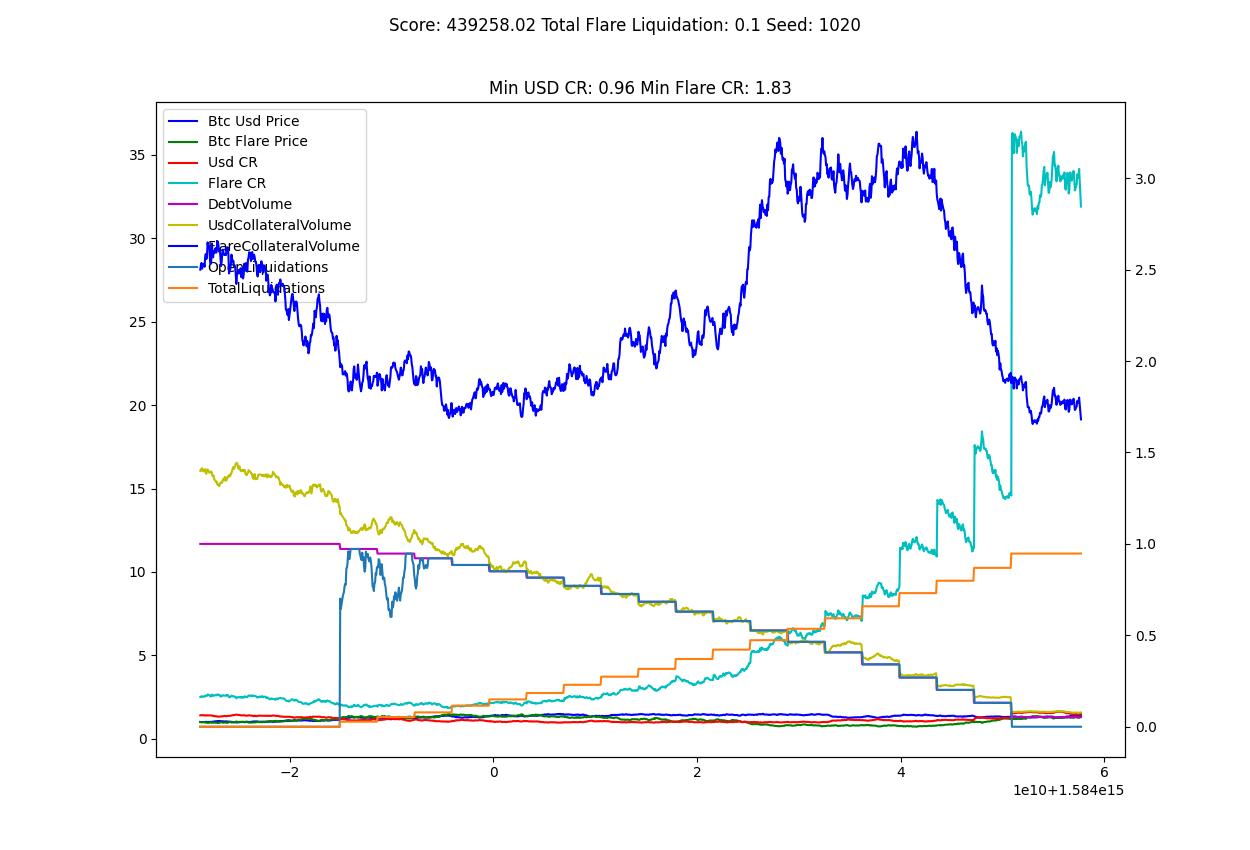 Score: 439258.02 Total Flare Liquidation: 0.1 Seed: 1020
Min USD CR: 0.96 Min Flare CR: 1.83
Btc Usd Price
Btc Flare Price
Usd CR
Flare CR
DebtVolume
UsdCollateralVolume
FlareCollateralVolume
OpenLiquidations
TotalLiquidations
35
30
25
20
15
10
5
0
3.0
2.5
2.0
1.5
1.0
0.5
0.0
−2
0
2
4
6
1e10+1.584e15